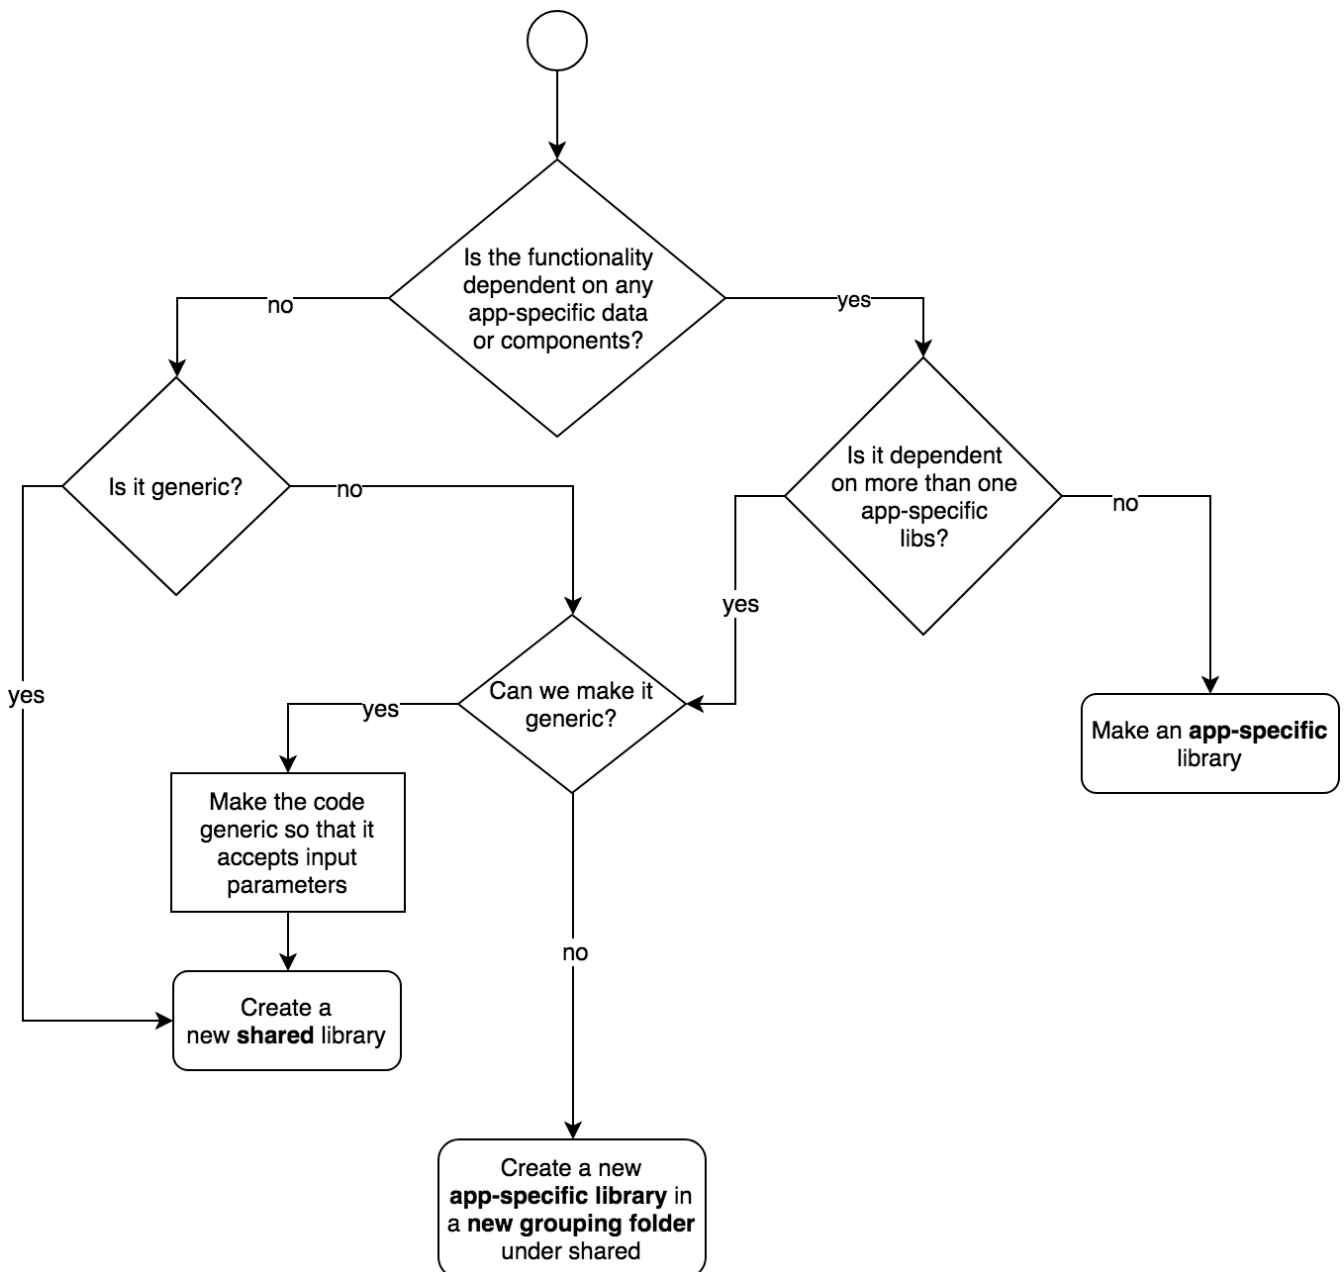 Is the functionality
dependent on any
app-specific data
or components?
no
yes
Is it generic?
no
Is it dependent
on more than one
app-specific
libs?
no
yes
yes
Can we make it
generic?
yes
Make an app-specific
library
Make the code
generic so that it
accepts input
parameters
no
Create a
new shared library
Create a new
app-specific library in
a new grouping folder
under shared